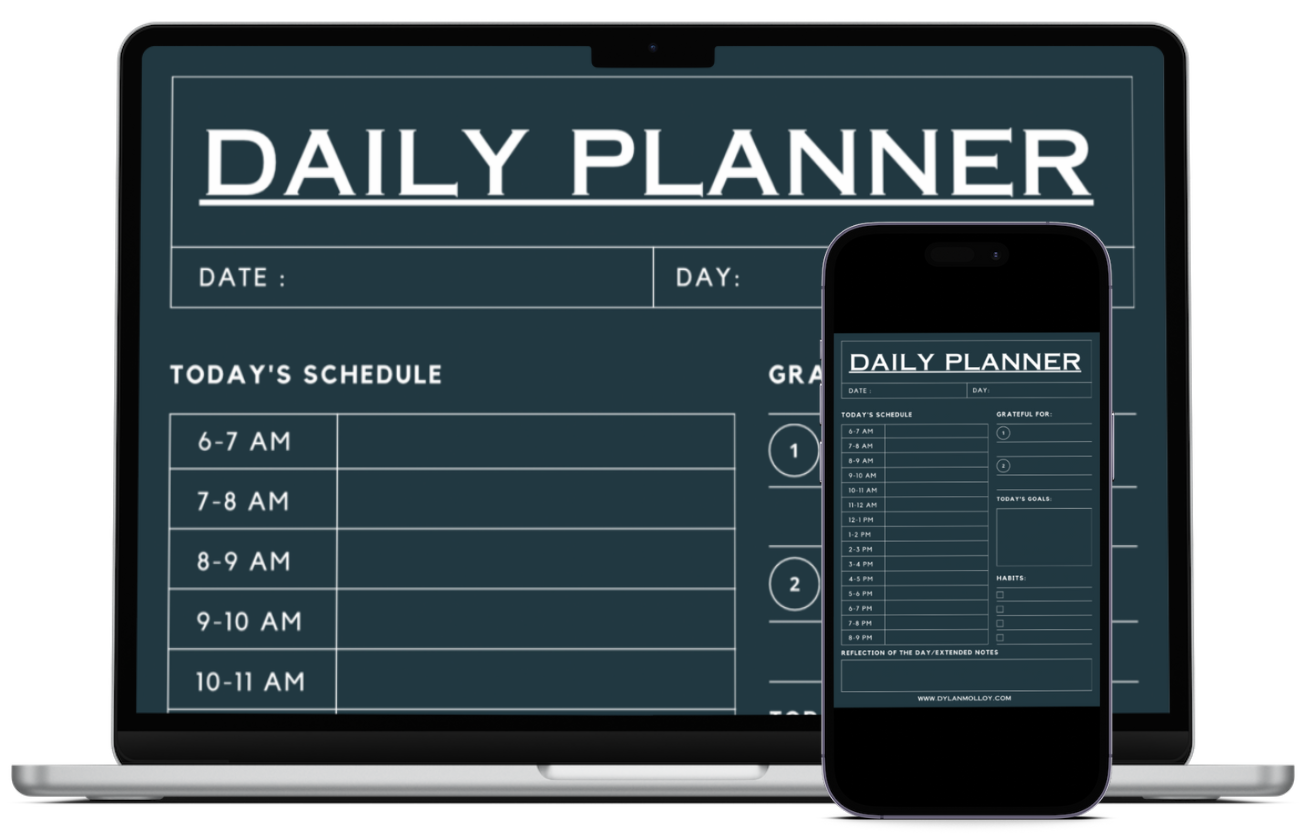 DAILY PLANNER
DATE :
DAY:
TODAY'S SCHEDULE
GRA
6-7 AM
7-8 AM
8-9 AM
9-10 AM
10-11 AM
1
2
DAILY PLANNER
DATE :
DAY:
TODAY'S SCHEDULE
6-7 AM
7-8 AM
8-9 AM
9-10 AM
10-11 AM
11-12 AM
12-1 PM
1-2 PM
2-3 PM
3-4 PM
4-5 PM
5-6 PM
6-7 PM
7-8 PM
8-9 PM
GRATEFUL FOR:
1
2
TODAY'S GOALS:
HABITS:
REFLECTION OF THE DAY/EXTENDED NOTES
WWW.DYLANMOLLOY.COM